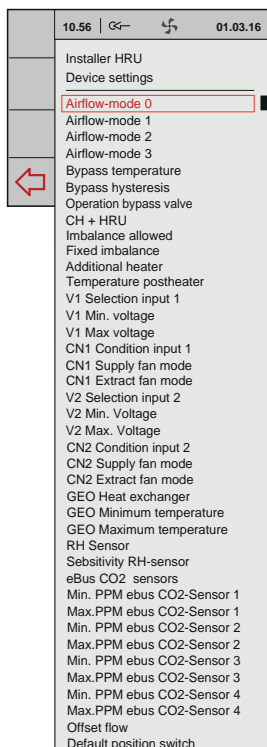 10.56 01.03.16
Installer HRU
Device settings
Airflow-mode 0
Airflow-mode 1
Airflow-mode 2
Airflow-mode 3
Bypass temperature
Bypass hysteresis
Operation bypass valve
CH + HRU
Imbalance allowed
Fixed imbalance
Additional heater
Temperature postheater
V1 Selection input 1
V1 Min. voltage
V1 Max voltage
CN1 Condition input 1
CN1 Supply fan mode
CN1 Extract fan mode
V2 Selection input 2
V2 Min. Voltage
V2 Max. Voltage
CN2 Condition input 2
CN2 Supply fan mode
CN2 Extract fan mode
GEO Heat exchanger
GEO Minimum temperature
GEO Maximum temperature
RH Sensor
Sebsitivity RH-sensor
eBus CO2 sensors
Min. PPM ebus CO2-Sensor 1
Max.PPM ebus CO2-Sensor 1
Min. PPM ebus CO2-Sensor 2
Max.PPM ebus CO2-Sensor 2
Min. PPM ebus CO2-Sensor 3
Max.PPM ebus CO2-Sensor 3
Min. PPM ebus CO2-Sensor 4
Max.PPM ebus CO2-Sensor 4
Offset flow
Default position switch